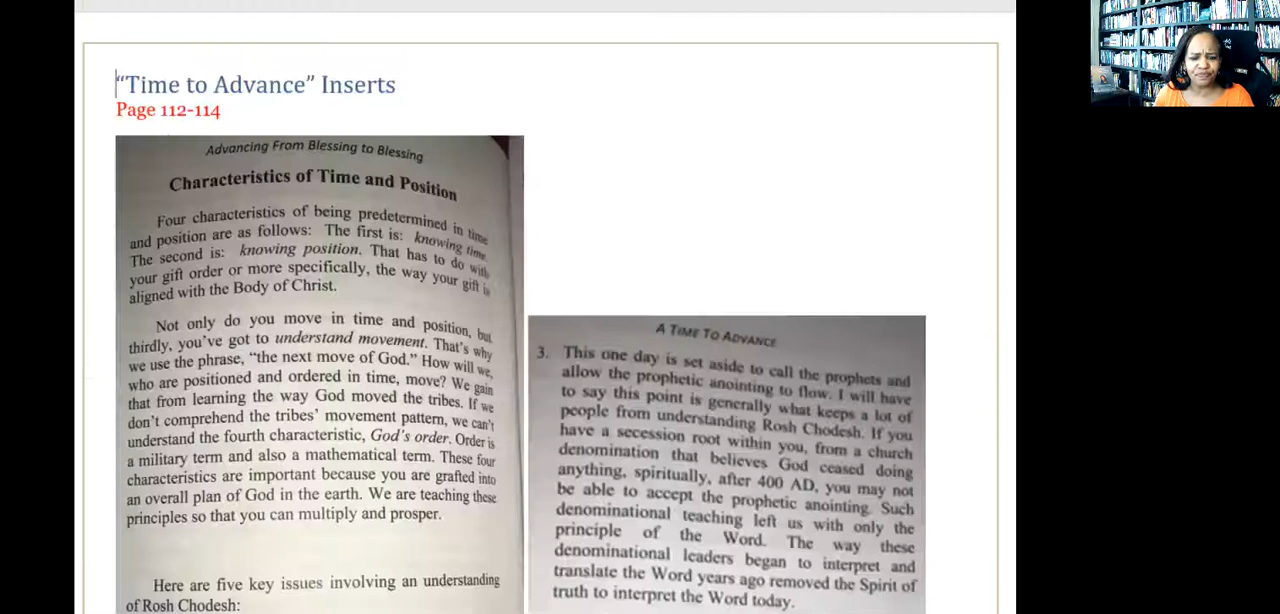 “Time to Advance” Inserts
Page 112-114
Advancing From Blessing to Blessing
Characteristics of Time and Position
Four characteristics of being predetermined in time
and position are as follows: The first is: knowing time.
The second is: knowing position. That has to do with
your gift order or more specifically, the way your gift is
aligned with the Body of Christ.
Not only do you move in time and position, but
thirdly, you've got to understand movement. That's why
we use the phrase, “the next move of God.” How will we,
who are positioned and ordered in time, move? We gain
that from learning the way God moved the tribes. If we
don't comprehend the tribes' movement pattern, we can't
understand the fourth characteristic, God's order. Order is
a military term and also a mathematical term. These four
characteristics are important because you are grafted into
an overall plan of God in the earth. We are teaching these
principles so that you can multiply and prosper.
Here are five key issues involving an understanding
of Rosh Chodesh:
A TIME TO ADVANCE
3. This one day is set aside to call the prophets and
allow the prophetic anointing to flow. I will have
to say this point is generally what keeps a lot of
people from understanding Rosh Chodesh. If you
have a secession root within you, from a church
denomination that believes God ceased doing
anything, spiritually, after 400 AD, you may not
be able to accept the prophetic anointing. Such
denominational teaching left us with only the
principle of the Word. The way these
denominational leaders began to interpret and
translate the Word years ago removed the Spirit of
truth to interpret the Word today.